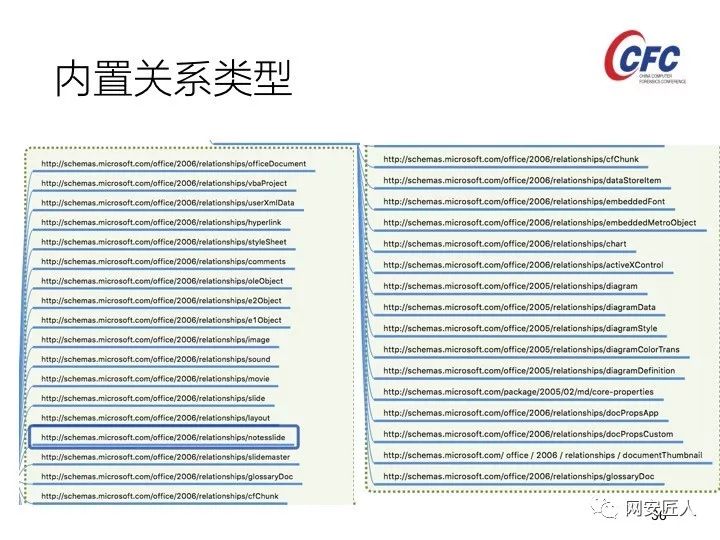 内置关系类型
CFC
CHINA COMPUTER
FORENSICS CONFERENCE
http://schemas.microsoft.com/office/2006/relationships/officeDocument
http://schemas.microsoft.com/office/2006/relationships/vbaProject
http://schemas.microsoft.com/office/2006/relationships/userXmlData
http://schemas.microsoft.com/office/2006/relationships/hyperlink
http://schemas.microsoft.com/office/2006/relationships/styleSheet
http://schemas.microsoft.com/office/2006/relationships/comments
http://schemas.microsoft.com/office/2006/relationships/oleObject
http://schemas.microsoft.com/office/2006/relationships/e2Object
http://schemas.microsoft.com/office/2006/relationships/e1Object
http://schemas.microsoft.com/office/2006/relationships/image
http://schemas.microsoft.com/office/2006/relationships/sound
http://schemas.microsoft.com/office/2006/relationships/movie
http://schemas.microsoft.com/office/2006/relationships/slide
http://schemas.microsoft.com/office/2006/relationships/layout
http://schemas.microsoft.com/office/2006/relationships/notesslide
http://schemas.microsoft.com/office/2006/relationships/slidemaster
http://schemas.microsoft.com/office/2006/relationships/glossaryDoc
http://schemas.microsoft.com/office/2006/relationships/cfChunk
http://schemas.microsoft.com/office/2006/relationships/cfChunk
http://schemas.microsoft.com/office/2006/relationships/dataStoreItem
http://schemas.microsoft.com/office/2006/relationships/embeddedFont
http://schemas.microsoft.com/office/2006/relationships/embeddedMetroObject
http://schemas.microsoft.com/office/2006/relationships/chart
http://schemas.microsoft.com/office/2006/relationships/activeXControl
http://schemas.microsoft.com/office/2005/relationships/diagram
http://schemas.microsoft.com/office/2005/relationships/diagramData
http://schemas.microsoft.com/office/2005/relationships/diagramStyle
http://schemas.microsoft.com/office/2005/relationships/diagramColorTrans
http://schemas.microsoft.com/office/2005/relationships/diagramDefinition
http://schemas.microsoft.com/package/2005/02/md/core-properties
http://schemas.microsoft.com/office/2006/relationships/docPropsApp
http://schemas.microsoft.com/office/2006/relationships/docPropsCustom
http://schemas.microsoft.com/ office / 2006 / relationships / documentThumbnail
http://schemas.microsoft.com/office/2006/relationships/glossaryDoc
网安匠人